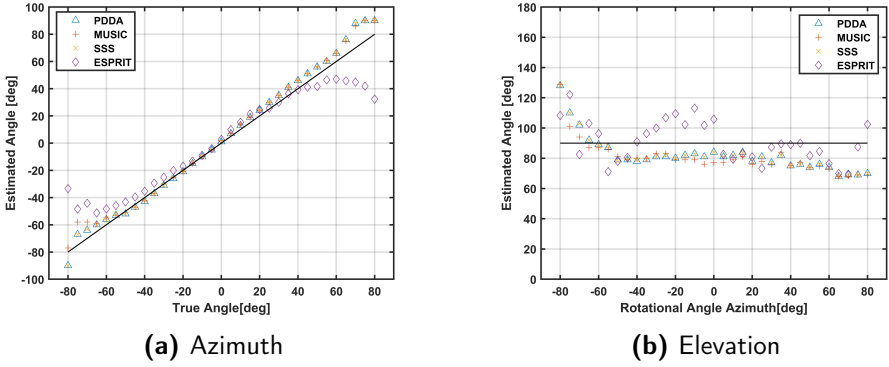 100
80
60
40
20
0
-20
-40
-60
-80
-100
Estimated Angle [deg]
PDDA
MUSIC
SSS
ESPRIT
-80 -60 -40 -20 0 20 40 60 80
True Angle[deg]
(a) Azimuth
180
160
140
120
100
80
60
40
20
0
Estimated Angle [deg]
PDDA
MUSIC
SSS
ESPRIT
-80 -60 -40 -20 0 20 40 60 80
Rotational Angle Azimuth[deg]
(b) Elevation